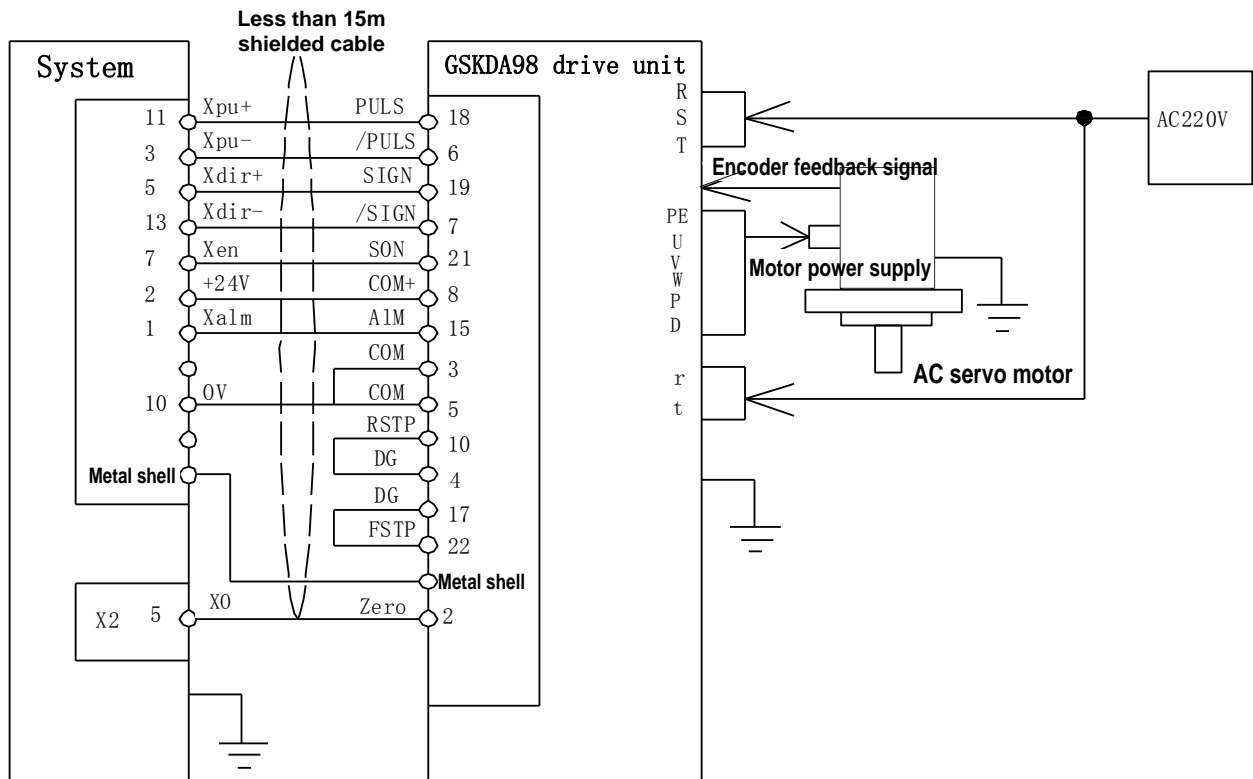 Less than 15m
shielded cable
System
GSKDA98 drive unit
11 Xpu+ PULS 18
3 Xpu- /PULS 6
5 Xdir+ SIGN 19
13 Xdir- /SIGN 7
7 Xen SON 21
2 +24V COM+ 8
1 Xalm AlM 15
COM 3
10 0V COM 5
RSTP 10
DG 4
DG 17
FSTP 22
Metal shell
Metal shell
X2 5 X0 Zero 2
R
S
T
AC220V
Encoder feedback signal
PE
U
V
W
P
D
Motor power supply
r
t
AC servo motor